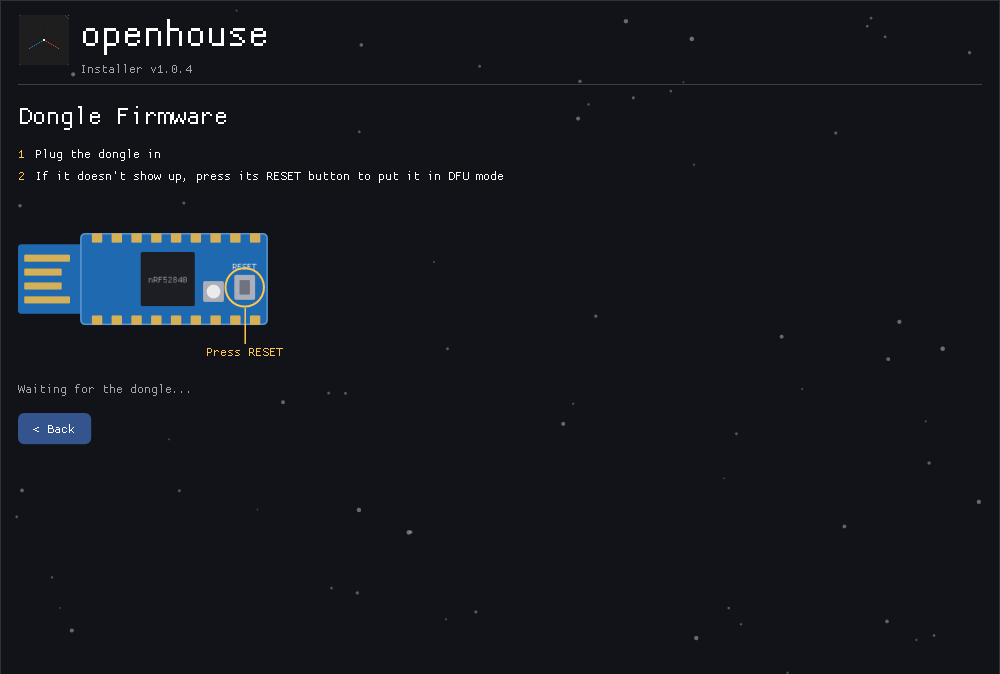 openhouse
Installer v1.0.4
Dongle Firmware
1 Plug the dongle in
2 If it doesn't show up, press its RESET button to put it in DFU mode
RESET
nRF52840
Press RESET
Waiting for the dongle...
< Back